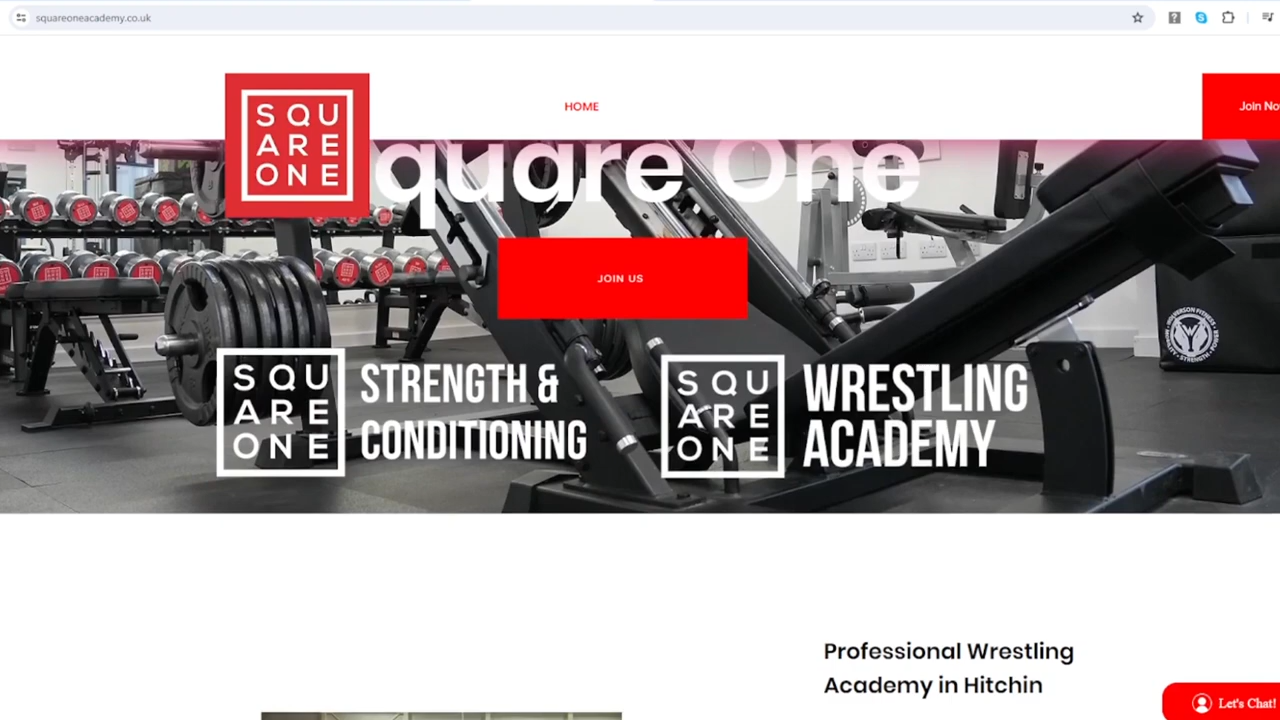 squareoneacademy.co.uk
HOME
Join No
SQU
ARE
ONE
quare One
JOIN US
SQU
ARE
ONE
STRENGTH &
CONDITIONING
SQU
ARE
ONE
WRESTLING
ACADEMY
Professional Wrestling
Academy in Hitchin
Let's Chat!